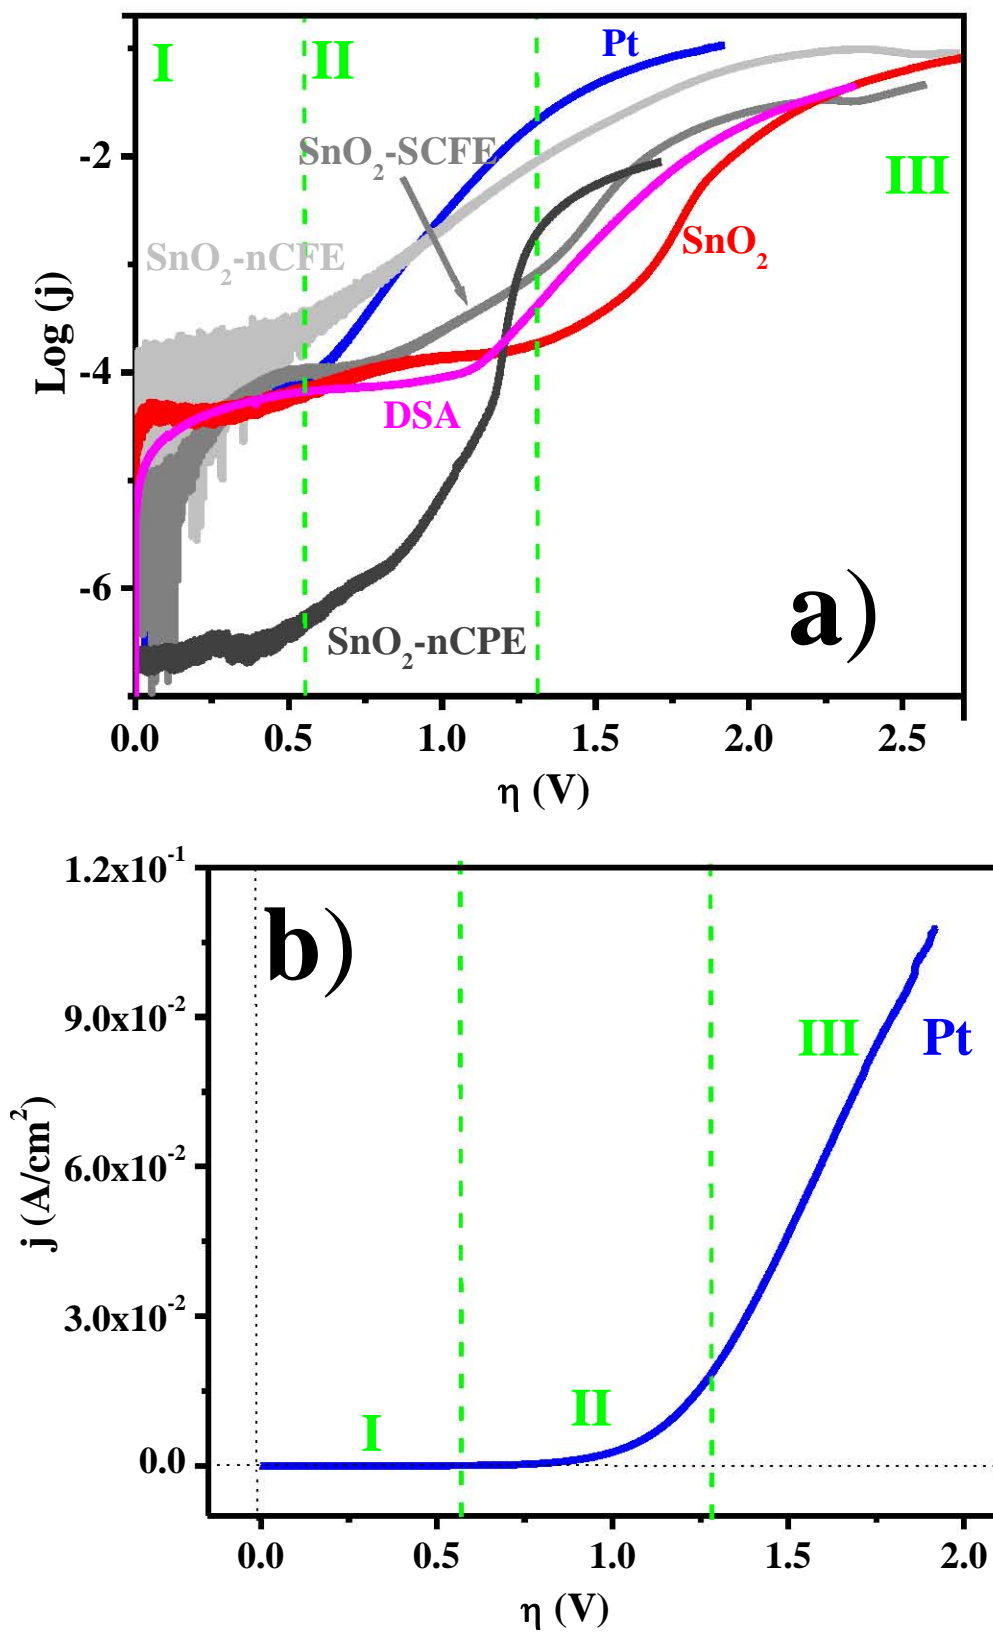 I
II
Pt
SnO₂-SCFE
-2
III
SnO₂-nCFE
SnO₂
Log (j)
-4
DSA
-6
SnO₂-nCPE
a)
0.0 0.5 1.0 1.5 2.0 2.5
η (V)
1.2x10⁻¹
b)
9.0x10⁻²
III Pt
j (A/cm²)
6.0x10⁻²
3.0x10⁻²
I II
0.0
0.0 0.5 1.0 1.5 2.0
η (V)